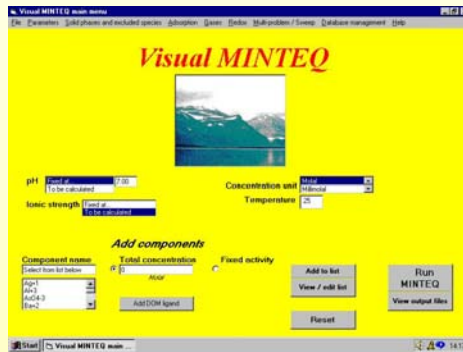 Visual MINTEQ main menu
File Parameters Solid phases and excluded species Adsorption Gases Redox Multi-problem / Sweep Database management Help
Visual MINTEQ
pH Fixed at... 7.00
To be calculated
Concentration unit Molal
Millimolal
Ionic strength Fixed at...
To be calculated
Temperature 25
Add components
Component name Total concentration Fixed activity
Select from list below 0
Molal
Ag+1
Al+3
AsO4-3
Ba+2
Add DOM ligand
Add to list
View / edit list
Reset
Run
MINTEQ
View output files
Start Visual MINTEQ main ...